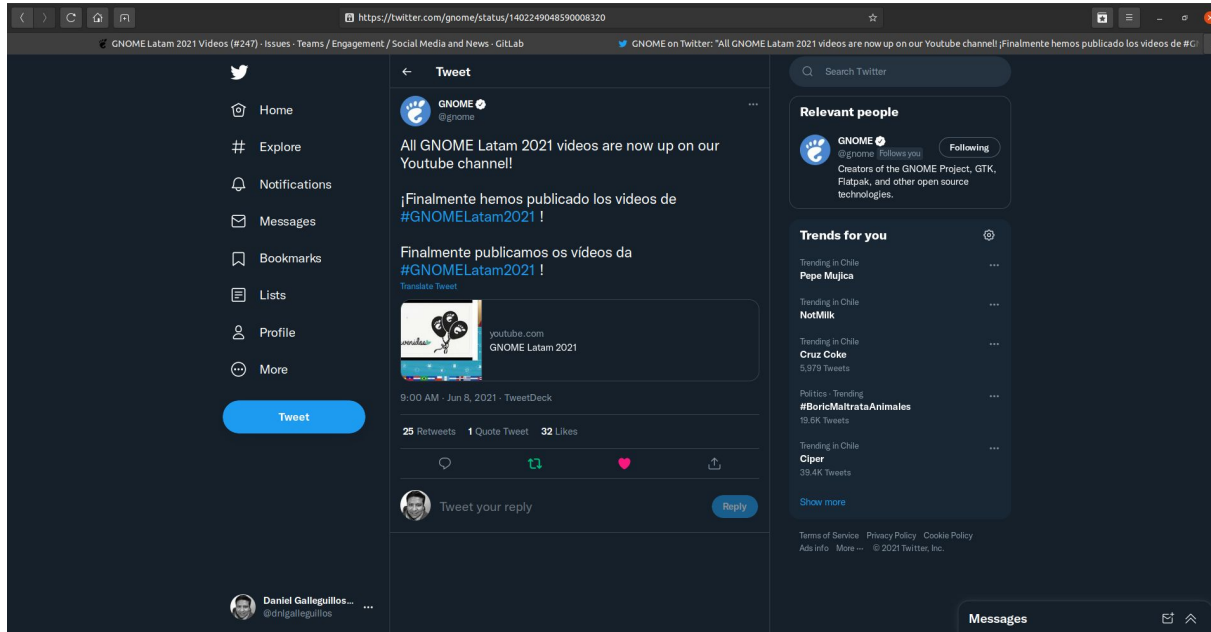 https://twitter.com/gnome/status/1402249048590008320
GNOME Latam 2021 Videos (#247) · Issues · Teams / Engagement / Social Media and News · GitLab
GNOME on Twitter: "All GNOME Latam 2021 videos are now up on our Youtube channel! ¡Finalmente hemos publicado los videos de #G
Home
Explore
Notifications
Messages
Bookmarks
Lists
Profile
More
Tweet
Daniel Galleguillos...
@dnlgalleguillos
Tweet
GNOME
@gnome
All GNOME Latam 2021 videos are now up on our
Youtube channel!
¡Finalmente hemos publicado los videos de
#GNOMELatam2021 !
Finalmente publicamos os vídeos da
#GNOMELatam2021 !
Translate Tweet
youtube.com
GNOME Latam 2021
9:00 AM · Jun 8, 2021 · TweetDeck
25 Retweets 1 Quote Tweet 32 Likes
Tweet your reply
Reply
Search Twitter
Relevant people
GNOME
@gnome Follows you
Following
Creators of the GNOME Project, GTK,
Flatpak, and other open source
technologies.
Trends for you
Trending in Chile
Pepe Mujica
Trending in Chile
NotMilk
Trending in Chile
Cruz Coke
5,979 Tweets
Politics · Trending
#BoricMaltrataAnimales
19.6K Tweets
Trending in Chile
Ciper
39.4K Tweets
Show more
Terms of Service Privacy Policy Cookie Policy
Ads info More ··· © 2021 Twitter, Inc.
Messages